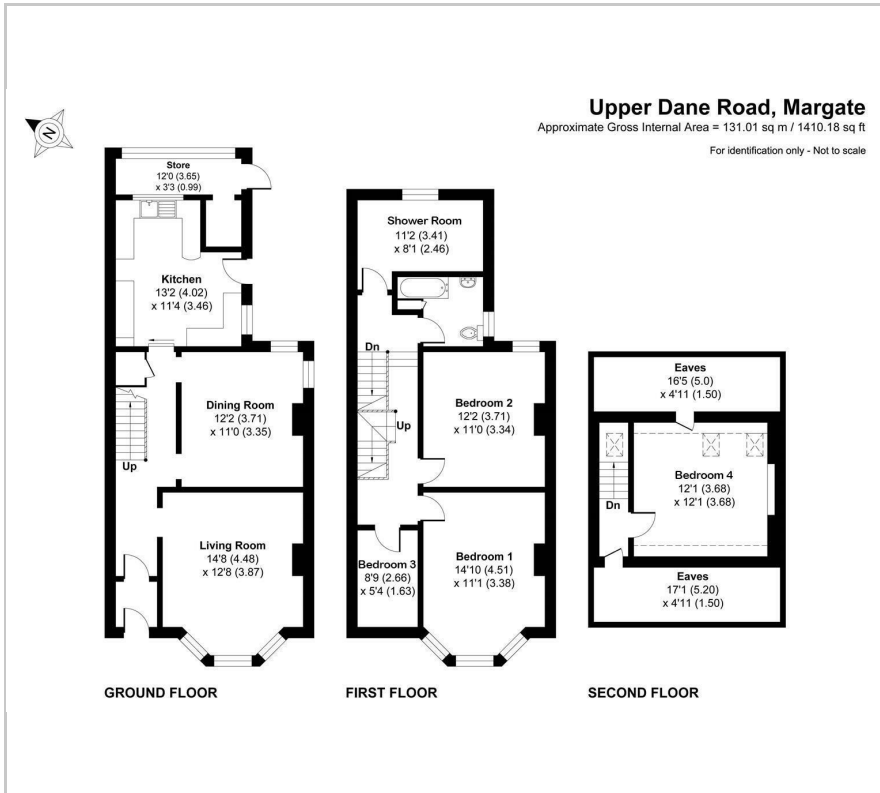 Upper Dane Road, Margate
Approximate Gross Internal Area = 131.01 sq m / 1410.18 sq ft
For identification only - Not to scale
N
Store
12'0 (3.65)
x 3'3 (0.99)
Kitchen
13'2 (4.02)
x 11'4 (3.46)
Dining Room
12'2 (3.71)
x 11'0 (3.35)
Up
Living Room
14'8 (4.48)
x 12'8 (3.87)
GROUND FLOOR
Shower Room
11'2 (3.41)
x 8'1 (2.46)
Dn
Bedroom 2
12'2 (3.71)
x 11'0 (3.34)
Up
Bedroom 3
8'9 (2.66)
x 5'4 (1.63)
Bedroom 1
14'10 (4.51)
x 11'1 (3.38)
FIRST FLOOR
Eaves
16'5 (5.0)
x 4'11 (1.50)
Bedroom 4
12'1 (3.68)
x 12'1 (3.68)
Dn
Eaves
17'1 (5.20)
x 4'11 (1.50)
SECOND FLOOR